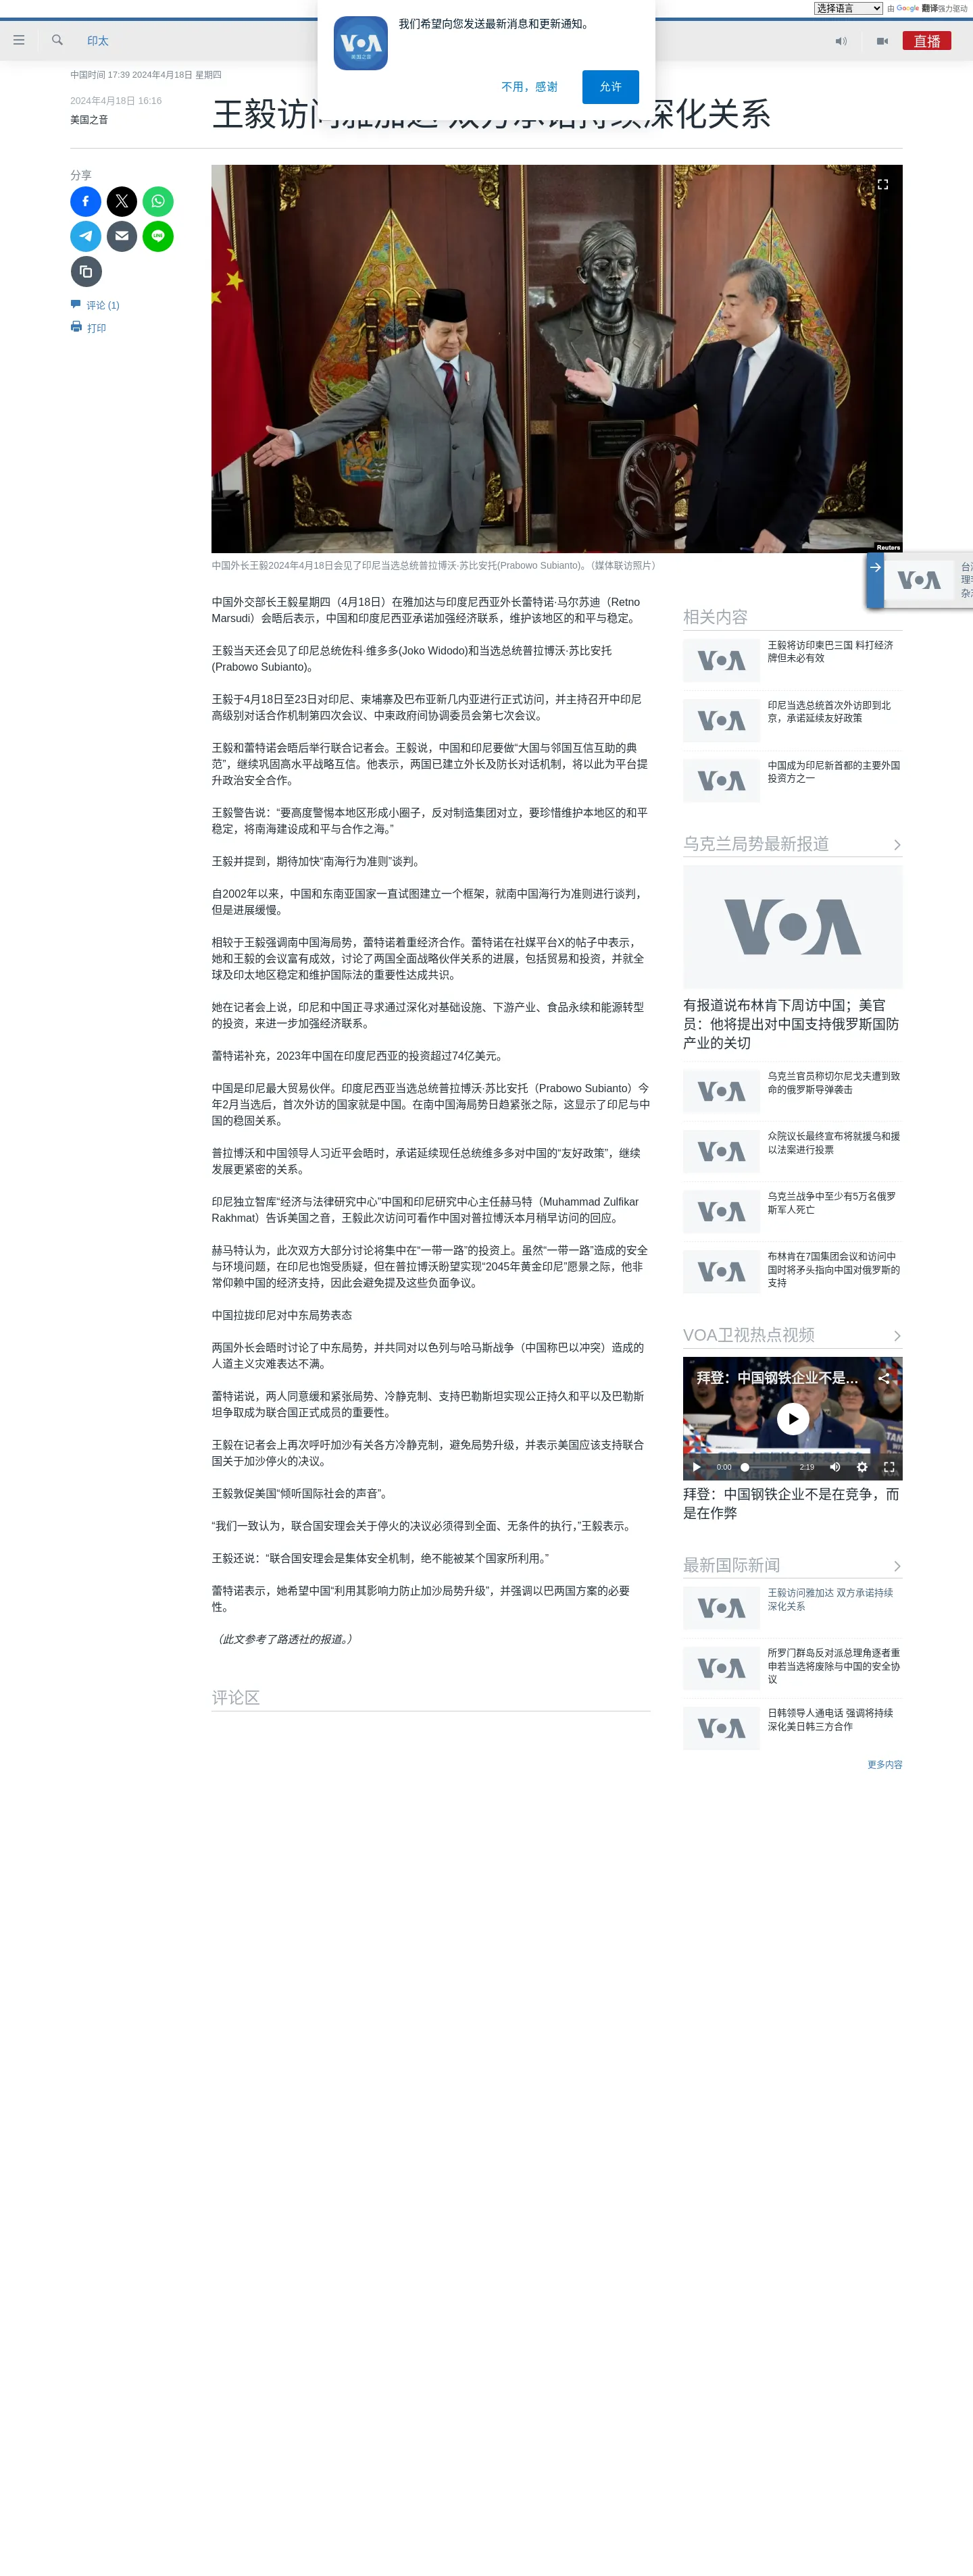 选择语言 由 Google 翻译强力驱动
我们希望向您发送最新消息和更新通知。
VOA
美国之音
不用，感谢
允许
印太
直播
中国时间 17:39 2024年4月18日 星期四
2024年4月18日 16:16
美国之音
王毅访问雅加达 双方承诺持续深化关系
分享
评论 (1)
打印
Reuters
中国外长王毅2024年4月18日会见了印尼当选总统普拉博沃·苏比安托(Prabowo Subianto)。（媒体联访照片）
中国外交部长王毅星期四（4月18日）在雅加达与印度尼西亚外长蕾特诺·马尔苏迪（Retno
Marsudi）会晤后表示，中国和印度尼西亚承诺加强经济联系，维护该地区的和平与稳定。
王毅当天还会见了印尼总统佐科·维多多(Joko Widodo)和当选总统普拉博沃·苏比安托
(Prabowo Subianto)。
王毅于4月18日至23日对印尼、柬埔寨及巴布亚新几内亚进行正式访问，并主持召开中印尼
高级别对话合作机制第四次会议、中柬政府间协调委员会第七次会议。
王毅和蕾特诺会晤后举行联合记者会。王毅说，中国和印尼要做“大国与邻国互信互助的典
范”，继续巩固高水平战略互信。他表示，两国已建立外长及防长对话机制，将以此为平台提
升政治安全合作。
王毅警告说：“要高度警惕本地区形成小圈子，反对制造集团对立，要珍惜维护本地区的和平
稳定，将南海建设成和平与合作之海。”
王毅并提到，期待加快“南海行为准则”谈判。
自2002年以来，中国和东南亚国家一直试图建立一个框架，就南中国海行为准则进行谈判，
但是进展缓慢。
相较于王毅强调南中国海局势，蕾特诺着重经济合作。蕾特诺在社媒平台X的帖子中表示，
她和王毅的会议富有成效，讨论了两国全面战略伙伴关系的进展，包括贸易和投资，并就全
球及印太地区稳定和维护国际法的重要性达成共识。
她在记者会上说，印尼和中国正寻求通过深化对基础设施、下游产业、食品永续和能源转型
的投资，来进一步加强经济联系。
蕾特诺补充，2023年中国在印度尼西亚的投资超过74亿美元。
中国是印尼最大贸易伙伴。印度尼西亚当选总统普拉博沃·苏比安托（Prabowo Subianto）今
年2月当选后，首次外访的国家就是中国。在南中国海局势日趋紧张之际，这显示了印尼与中
国的稳固关系。
普拉博沃和中国领导人习近平会晤时，承诺延续现任总统维多多对中国的“友好政策”，继续
发展更紧密的关系。
印尼独立智库“经济与法律研究中心”中国和印尼研究中心主任赫马特（Muhammad Zulfikar
Rakhmat）告诉美国之音，王毅此次访问可看作中国对普拉博沃本月稍早访问的回应。
赫马特认为，此次双方大部分讨论将集中在“一带一路”的投资上。虽然“一带一路”造成的安全
与环境问题，在印尼也饱受质疑，但在普拉博沃盼望实现“2045年黄金印尼”愿景之际，他非
常仰赖中国的经济支持，因此会避免提及这些负面争议。
中国拉拢印尼对中东局势表态
两国外长会晤时讨论了中东局势，并共同对以色列与哈马斯战争（中国称巴以冲突）造成的
人道主义灾难表达不满。
蕾特诺说，两人同意缓和紧张局势、冷静克制、支持巴勒斯坦实现公正持久和平以及巴勒斯
坦争取成为联合国正式成员的重要性。
王毅在记者会上再次呼吁加沙有关各方冷静克制，避免局势升级，并表示美国应该支持联合
国关于加沙停火的决议。
王毅敦促美国“倾听国际社会的声音”。
“我们一致认为，联合国安理会关于停火的决议必须得到全面、无条件的执行，”王毅表示。
王毅还说：“联合国安理会是集体安全机制，绝不能被某个国家所利用。”
蕾特诺表示，她希望中国“利用其影响力防止加沙局势升级”，并强调以巴两国方案的必要
性。
（此文参考了路透社的报道。）
评论区
相关内容
VOA
王毅将访印柬巴三国 料打经济
牌但未必有效
VOA
印尼当选总统首次外访即到北
京，承诺延续友好政策
VOA
中国成为印尼新首都的主要外国
投资方之一
乌克兰局势最新报道
VOA
有报道说布林肯下周访中国；美官
员：他将提出对中国支持俄罗斯国防
产业的关切
VOA
乌克兰官员称切尔尼戈夫遭到致
命的俄罗斯导弹袭击
VOA
众院议长最终宣布将就援乌和援
以法案进行投票
VOA
乌克兰战争中至少有5万名俄罗
斯军人死亡
VOA
布林肯在7国集团会议和访问中
国时将矛头指向中国对俄罗斯的
支持
VOA卫视热点视频
拜登：中国钢铁企业不是...
0:00
2:19
拜登：中国钢铁企业不是在竞争，而
是在作弊
最新国际新闻
VOA
王毅访问雅加达 双方承诺持续
深化关系
VOA
所罗门群岛反对派总理角逐者重
申若当选将废除与中国的安全协
议
VOA
日韩领导人通电话 强调将持续
深化美日韩三方合作
更多内容
VOA